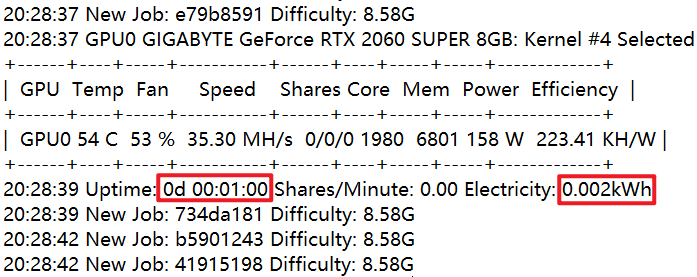 20:28:37 New Job: e79b8591 Difficulty: 8.58G
20:28:37 GPU0 GIGABYTE GeForce RTX 2060 SUPER 8GB: Kernel #4 Selected
+------+----+-----+------------+------+----+-----+-----+-------------+
| GPU Temp Fan Speed Shares Core Mem Power Efficiency |
+------+----+-----+------------+------+----+-----+-----+-------------+
| GPU0 54 C 53 % 35.30 MH/s 0/0/0 1980 6801 158 W 223.41 KH/W |
+------+----+-----+------------+------+----+-----+-----+-------------+
20:28:39 Uptime: 0d 00:01:00 Shares/Minute: 0.00 Electricity: 0.002kWh
20:28:39 New Job: 734da181 Difficulty: 8.58G
20:28:42 New Job: b5901243 Difficulty: 8.58G
20:28:42 New Job: 41915198 Difficulty: 8.58G